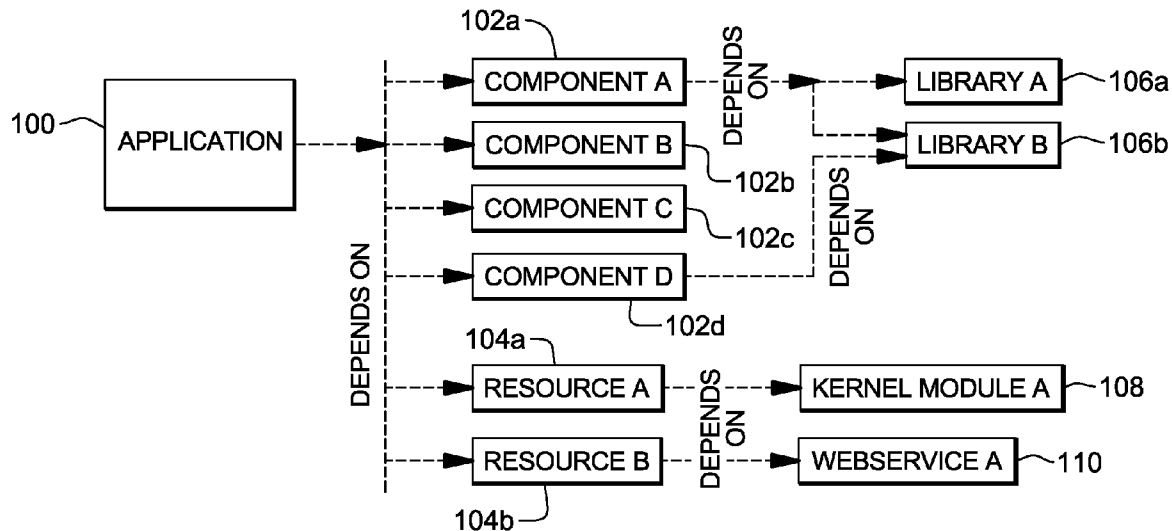 102a
COMPONENT A
DEPENDS
ON
LIBRARY A
106a
100
APPLICATION
COMPONENT B
102b
LIBRARY B
106b
COMPONENT C
102c
DEPENDS
ON
COMPONENT D
102d
DEPENDS ON
104a
RESOURCE A
DEPENDS
ON
KERNEL MODULE A
108
RESOURCE B
104b
WEBSERVICE A
110